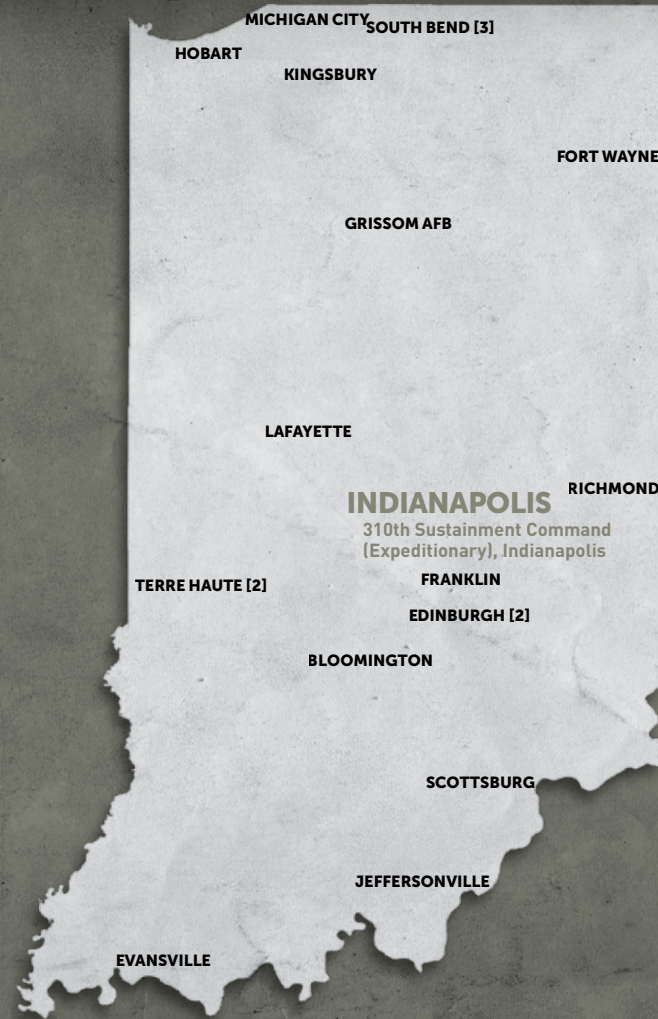 MICHIGAN CITY
SOUTH BEND [3]
HOBART
KINGSBURY
FORT WAYNE
GRISSOM AFB
LAFAYETTE
RICHMOND
INDIANAPOLIS
310th Sustainment Command
(Expeditionary), Indianapolis
FRANKLIN
TERRE HAUTE [2]
EDINBURGH [2]
BLOOMINGTON
SCOTTSBURG
JEFFERSONVILLE
EVANSVILLE